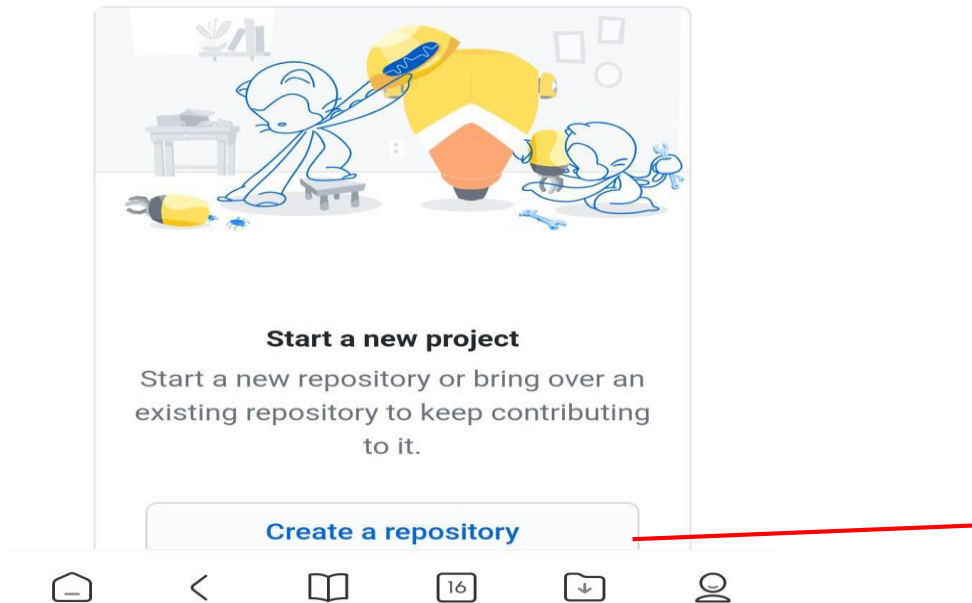 Start a new project
Start a new repository or bring over an
existing repository to keep contributing
to it.
Create a repository
16